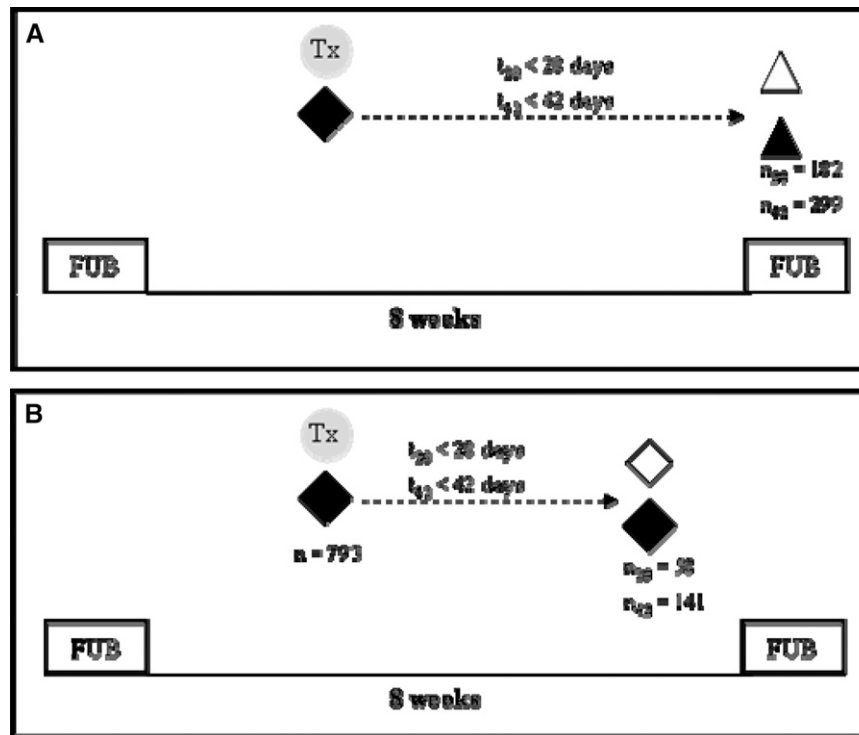 A
Tx
t28 < 28 days
t42 < 42 days
n28 = 182
n42 = 299
FUB
FUB
8 weeks
B
Tx
t28 < 28 days
t42 < 42 days
n = 793
n28 = 58
n42 = 141
FUB
FUB
8 weeks